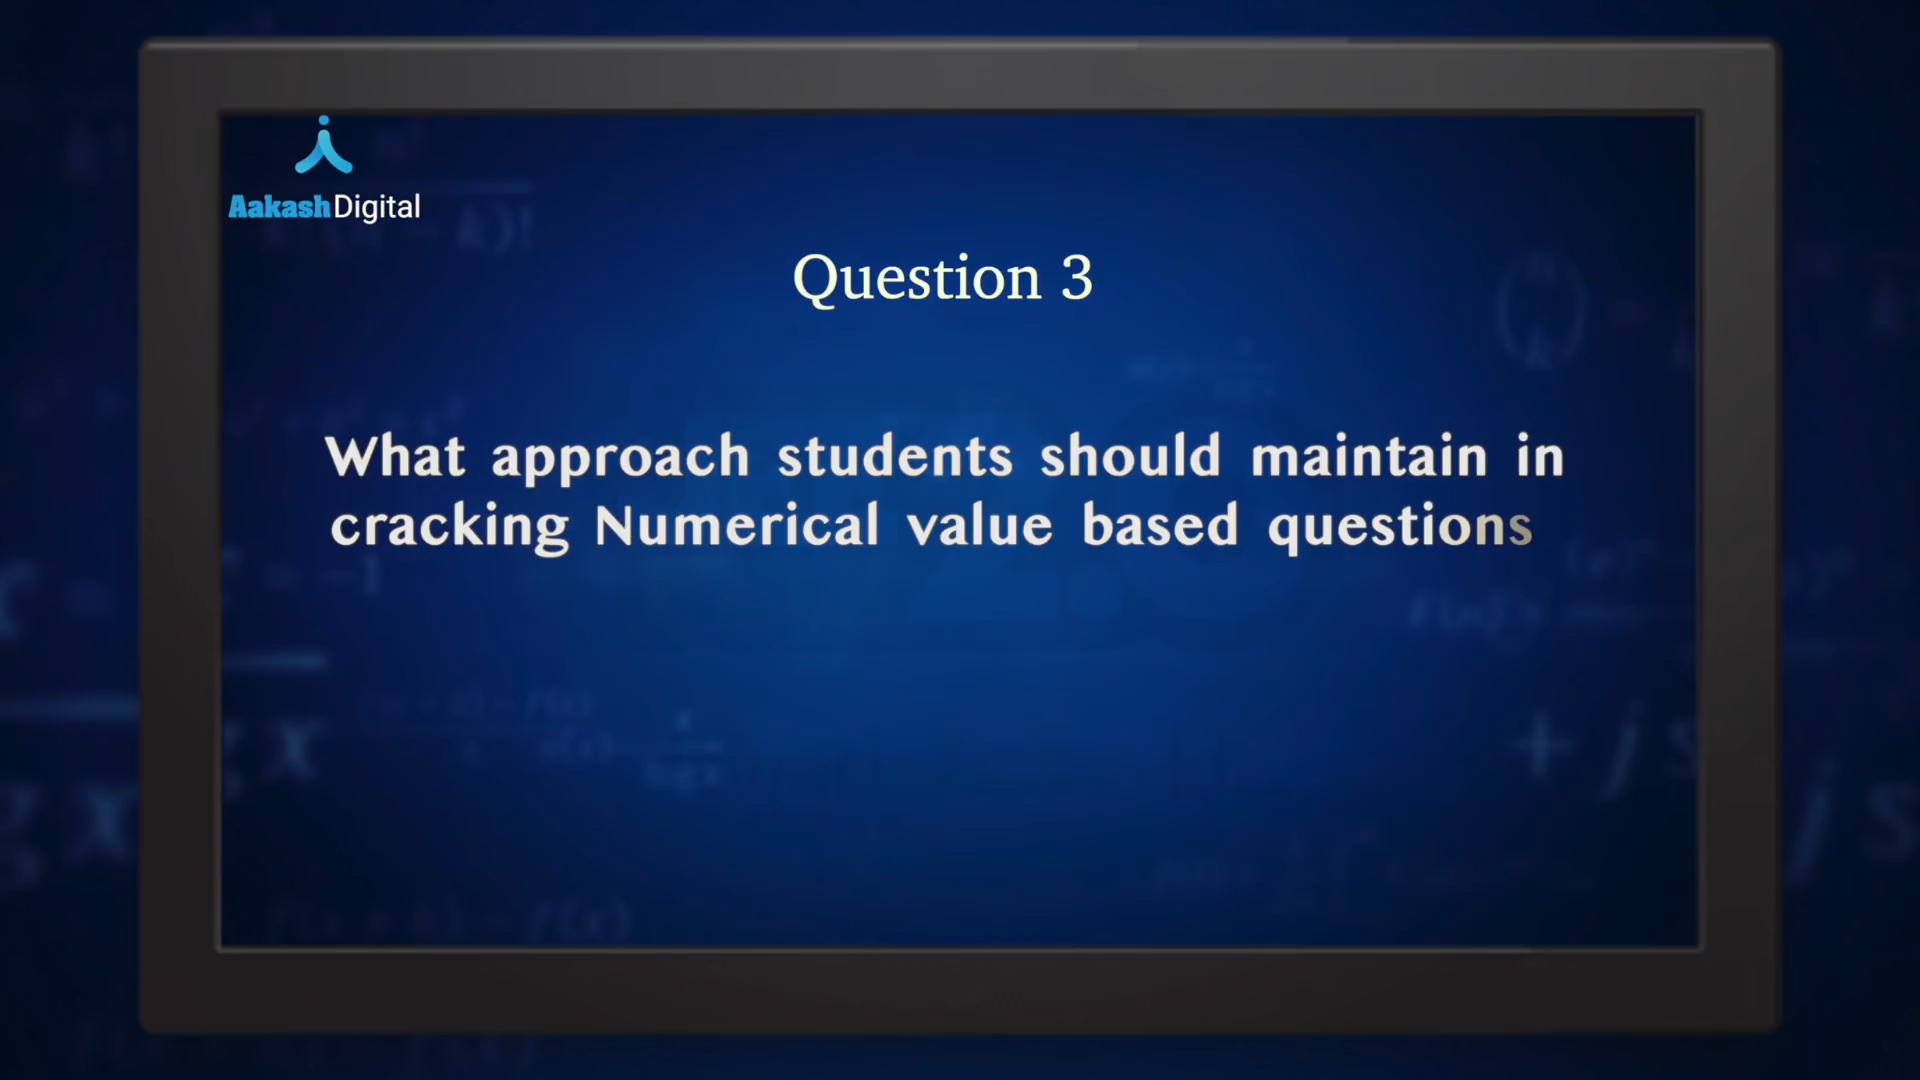 Aakash Digital
Question 3
What approach students should maintain in
cracking Numerical value based questions